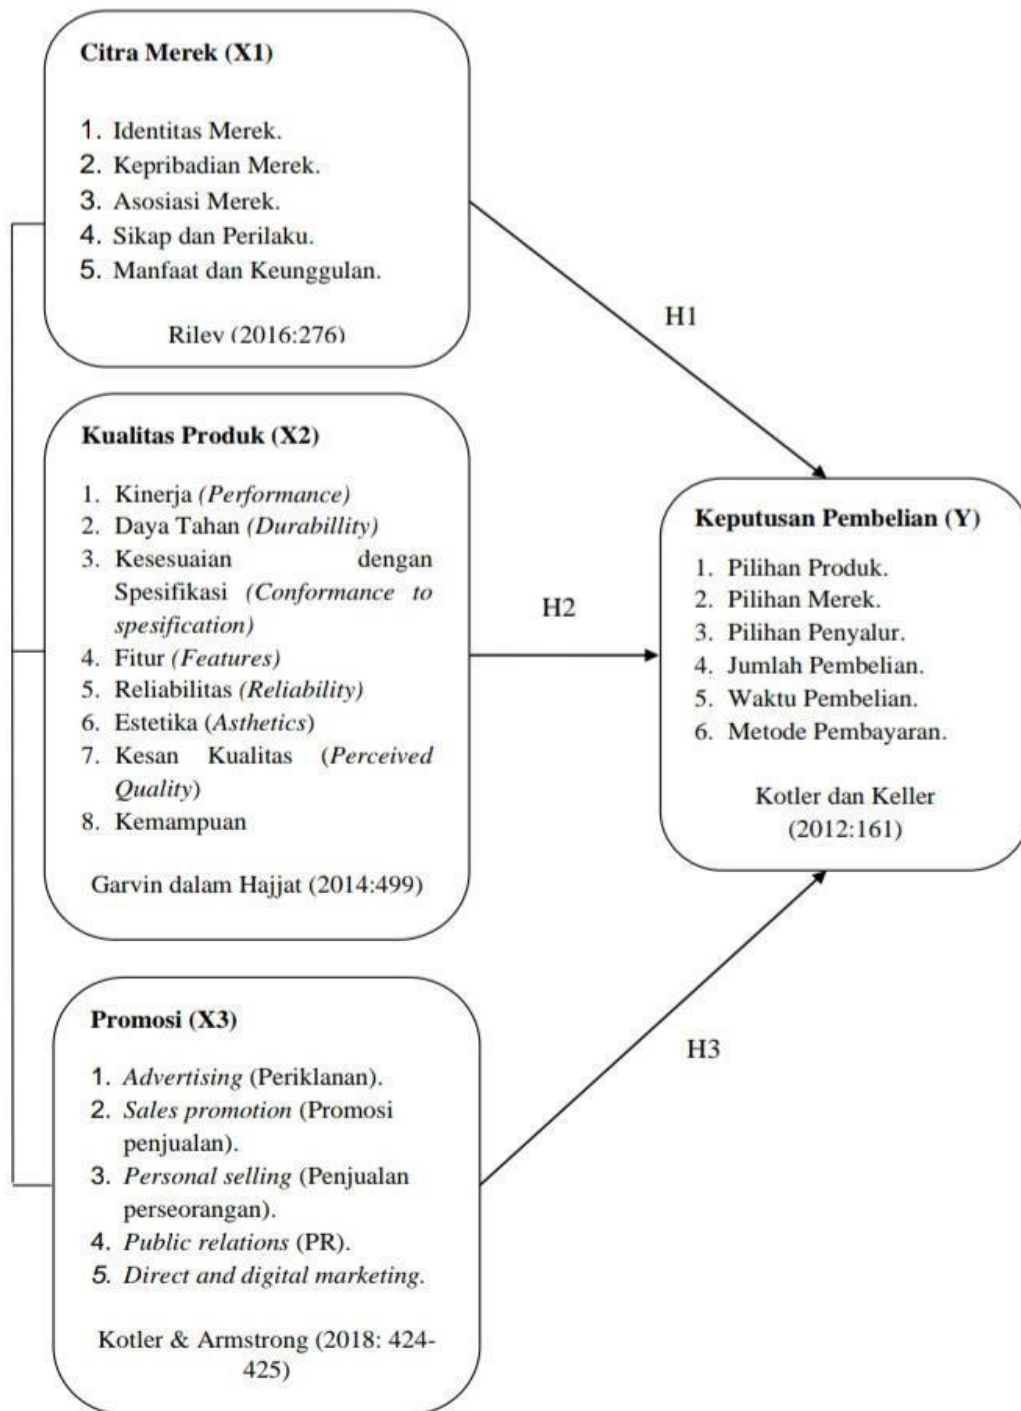 Citra Merek (X1)
1. Identitas Merek.
2. Kepribadian Merek.
3. Asosiasi Merek.
4. Sikap dan Perilaku.
5. Manfaat dan Keunggulan.
Riley (2016:276)
H1
Kualitas Produk (X2)
1. Kinerja (Performance)
2. Daya Tahan (Durabillity)
3. Kesesuaian dengan
Spesifikasi (Conformance to
spesification)
4. Fitur (Features)
5. Reliabilitas (Reliability)
6. Estetika (Asthetics)
7. Kesan Kualitas (Perceived
Quality)
8. Kemampuan
Garvin dalam Hajjat (2014:499)
H2
Keputusan Pembelian (Y)
1. Pilihan Produk.
2. Pilihan Merek.
3. Pilihan Penyalur.
4. Jumlah Pembelian.
5. Waktu Pembelian.
6. Metode Pembayaran.
Kotler dan Keller
(2012:161)
Promosi (X3)
1. Advertising (Periklanan).
2. Sales promotion (Promosi
penjualan).
3. Personal selling (Penjualan
perseorangan).
4. Public relations (PR).
5. Direct and digital marketing.
Kotler & Armstrong (2018: 424-
425)
H3